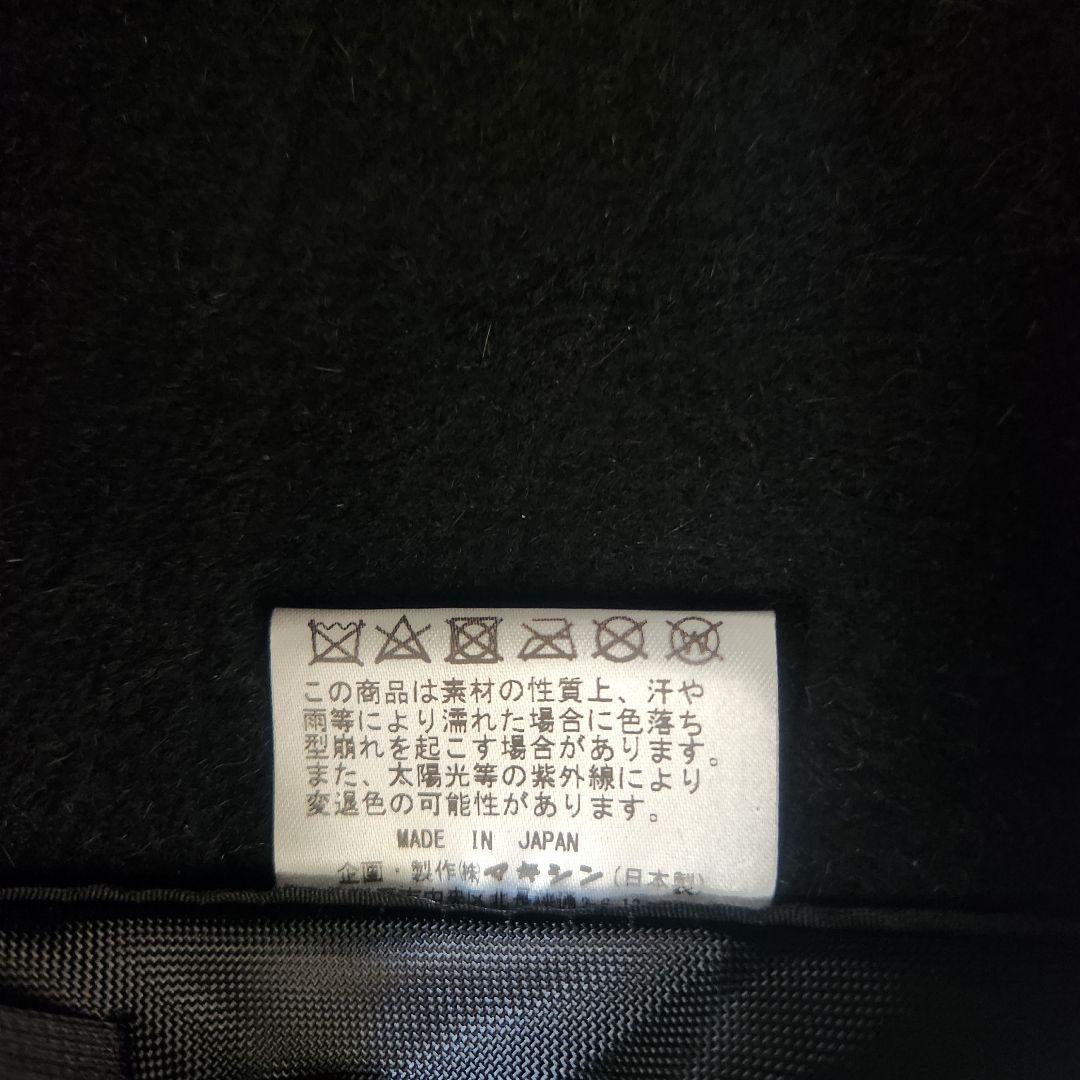 この商品は素材の性質上、汗や
雨等により濡れた場合に色落ち
型崩れを起こす場合があります。
また、太陽光等の紫外線により
変退色の可能性があります。
MADE IN JAPAN
企画・製作㈱マキシン(日本製)